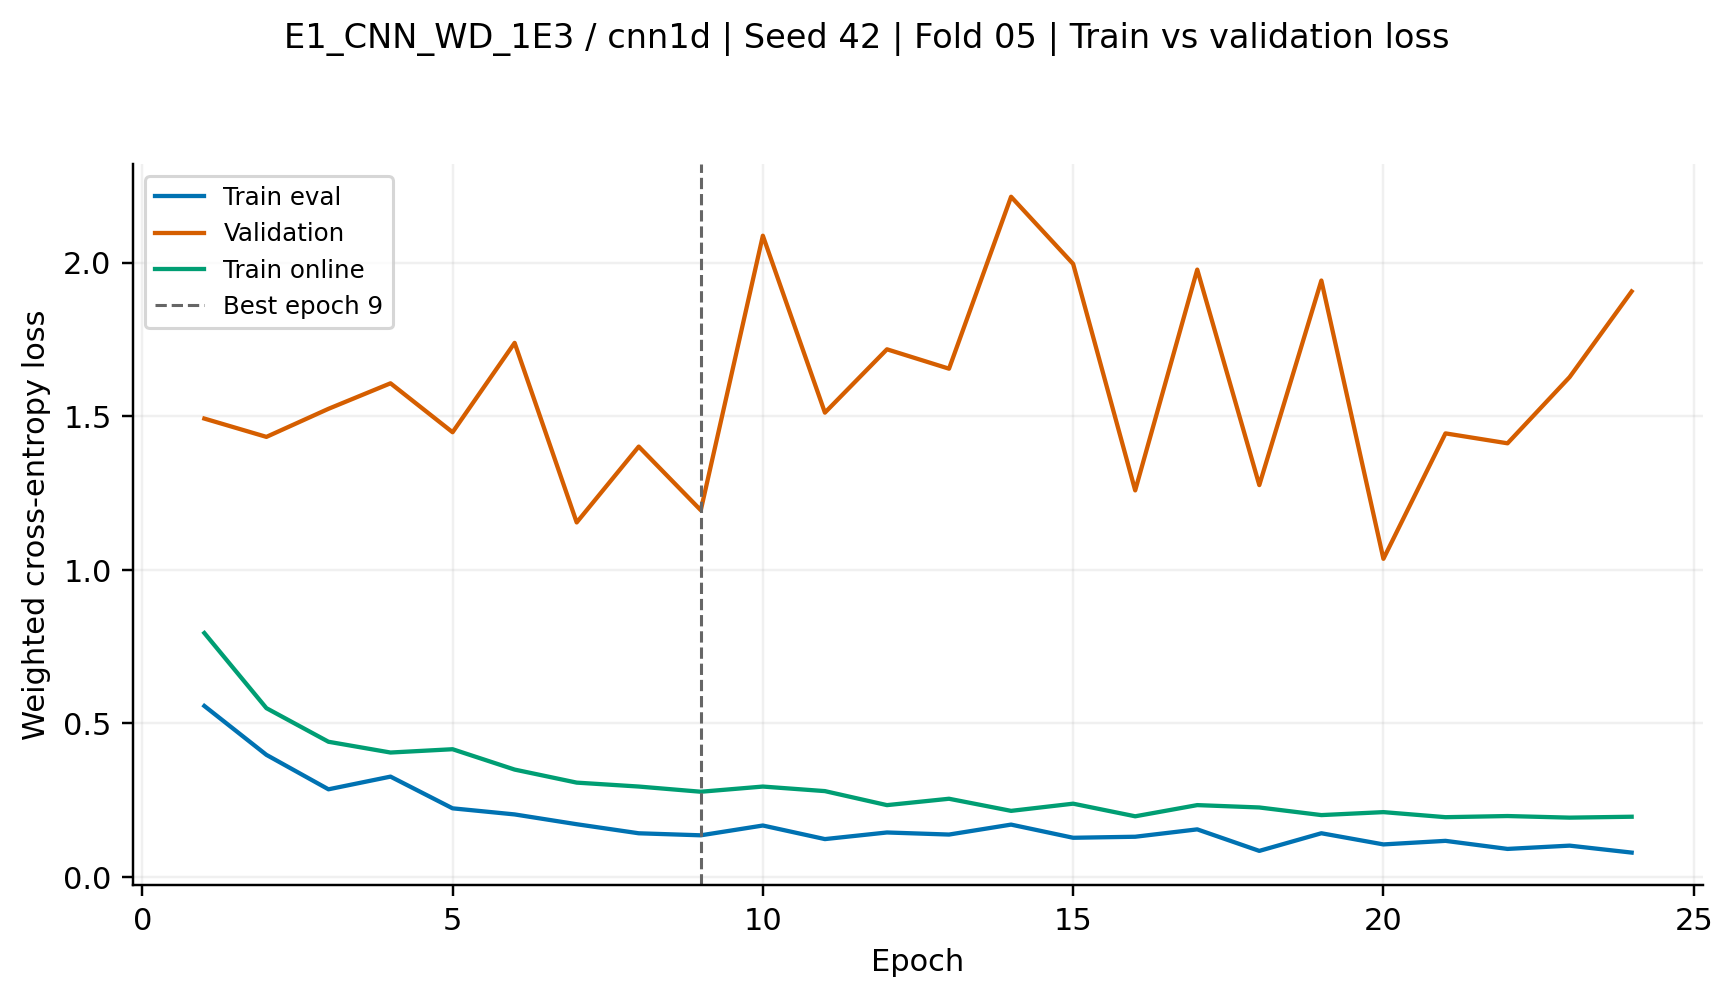 E1_CNN_WD_1E3 / cnn1d | Seed 42 | Fold 05 | Train vs validation loss
Train eval
Validation
Train online
Best epoch 9
Weighted cross-entropy loss
2.0
1.5
1.0
0.5
0.0
0 5 10 15 20 25
Epoch